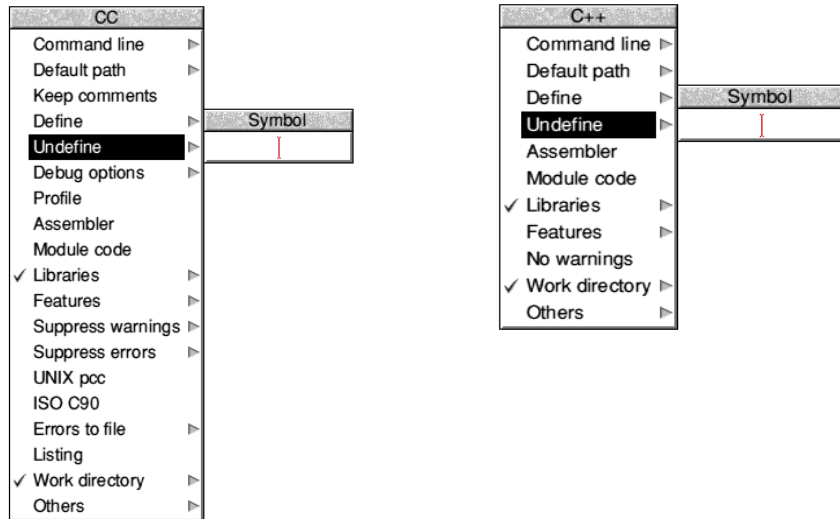 CC
Command line
Default path
Keep comments
Define
Undefine
Debug options
Profile
Assembler
Module code
Libraries
Features
Suppress warnings
Suppress errors
UNIX pcc
ISO C90
Errors to file
Listing
Work directory
Others
Symbol
C++
Command line
Default path
Define
Undefine
Assembler
Module code
Libraries
Features
No warnings
Work directory
Others
Symbol